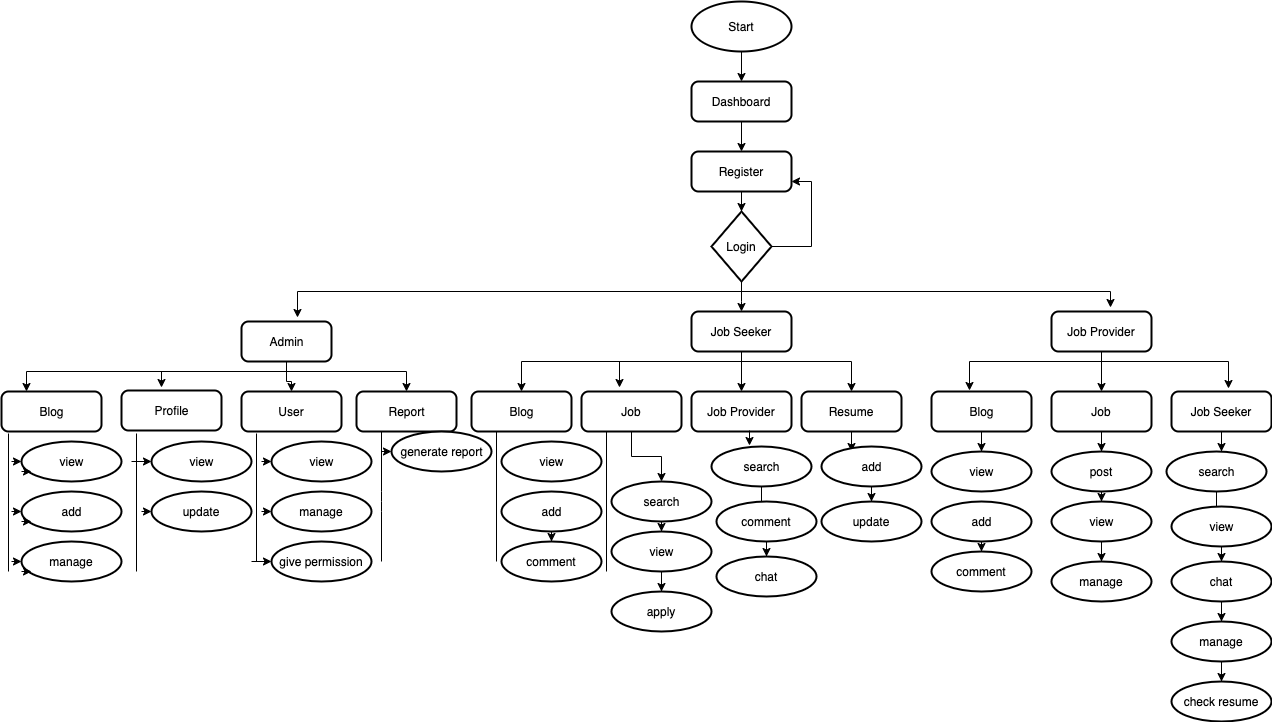 Start
Dashboard
Register
Login
Admin
Job Seeker
Job Provider
Blog
Profile
User
Report
Blog
Job
Job Provider
Resume
Blog
Job
Job Seeker
view
add
manage
view
update
view
manage
give permission
generate report
view
add
comment
search
view
apply
search
comment
chat
add
update
view
add
comment
post
view
manage
search
view
chat
manage
check resume